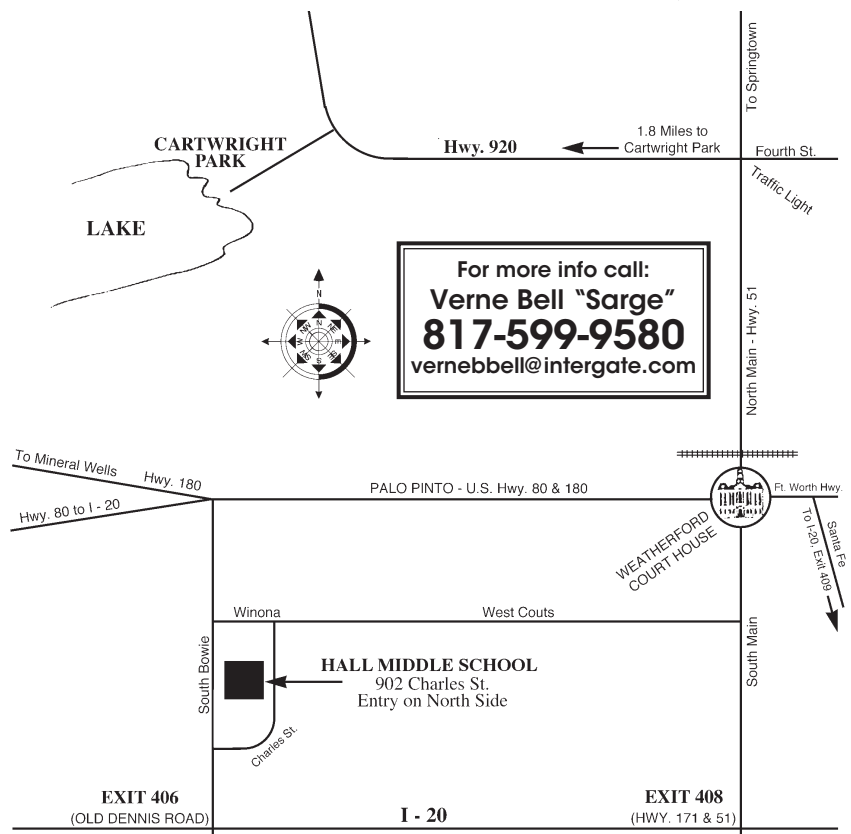 To Springtown
CARTWRIGHT
PARK
Hwy. 920
1.8 Miles to
Cartwright Park
Fourth St.
Traffic Light
LAKE
For more info call:
Verne Bell “Sarge”
817-599-9580
vernebbell@intergate.com
N
N
NE
E
SE
S
SW
W
NW
North Main - Hwy. 51
To Mineral Wells
Hwy. 180
Hwy. 80 to I - 20
PALO PINTO - U.S. Hwy. 80 & 180
Ft. Worth Hwy.
WEATHERFORD
COURT HOUSE
Santa Fe
To I-20, Exit 409
Winona
West Couts
South Bowie
South Main
HALL MIDDLE SCHOOL
902 Charles St.
Entry on North Side
Charles St.
EXIT 406
(OLD DENNIS ROAD)
I - 20
EXIT 408
(HWY. 171 & 51)